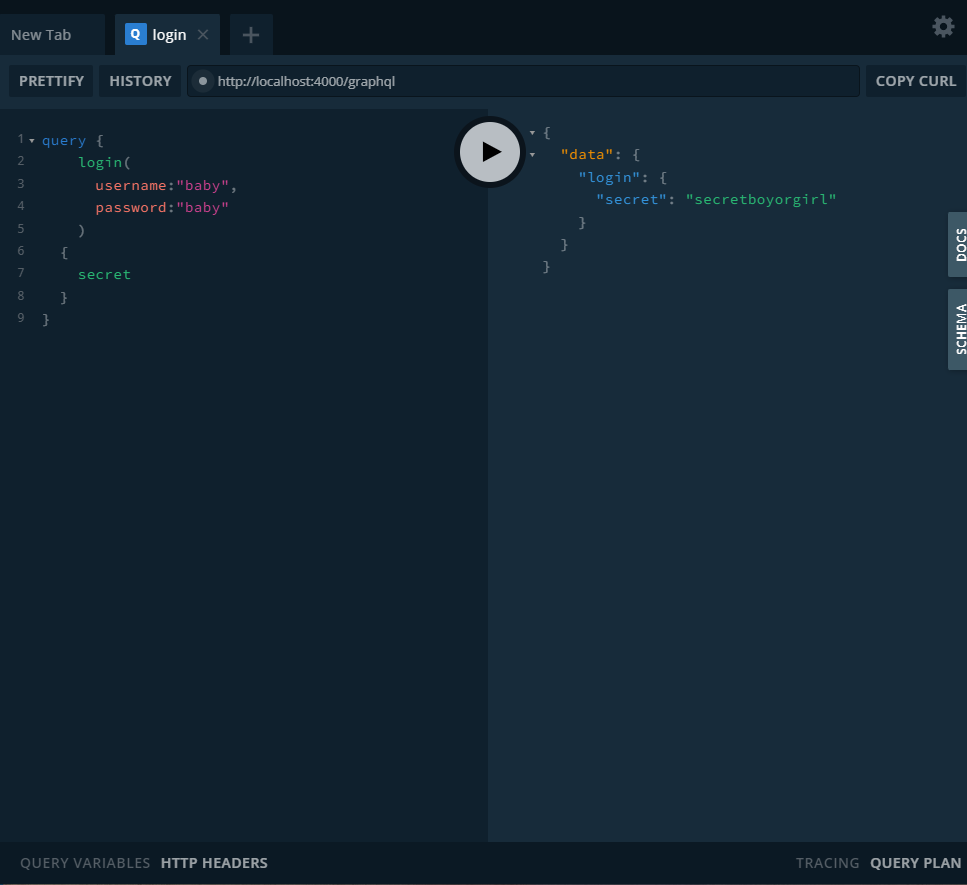 New Tab
Q login
PRETTIFY HISTORY http://localhost:4000/graphql COPY CURL
1 query {
2 login(
3 username:"baby",
4 password:"baby"
5 )
6 {
7 secret
8 }
9 }
{
"data": {
"login": {
"secret": "secretboyorgirl"
}
}
}
DOCS
SCHEMA
QUERY VARIABLES HTTP HEADERS
TRACING QUERY PLAN